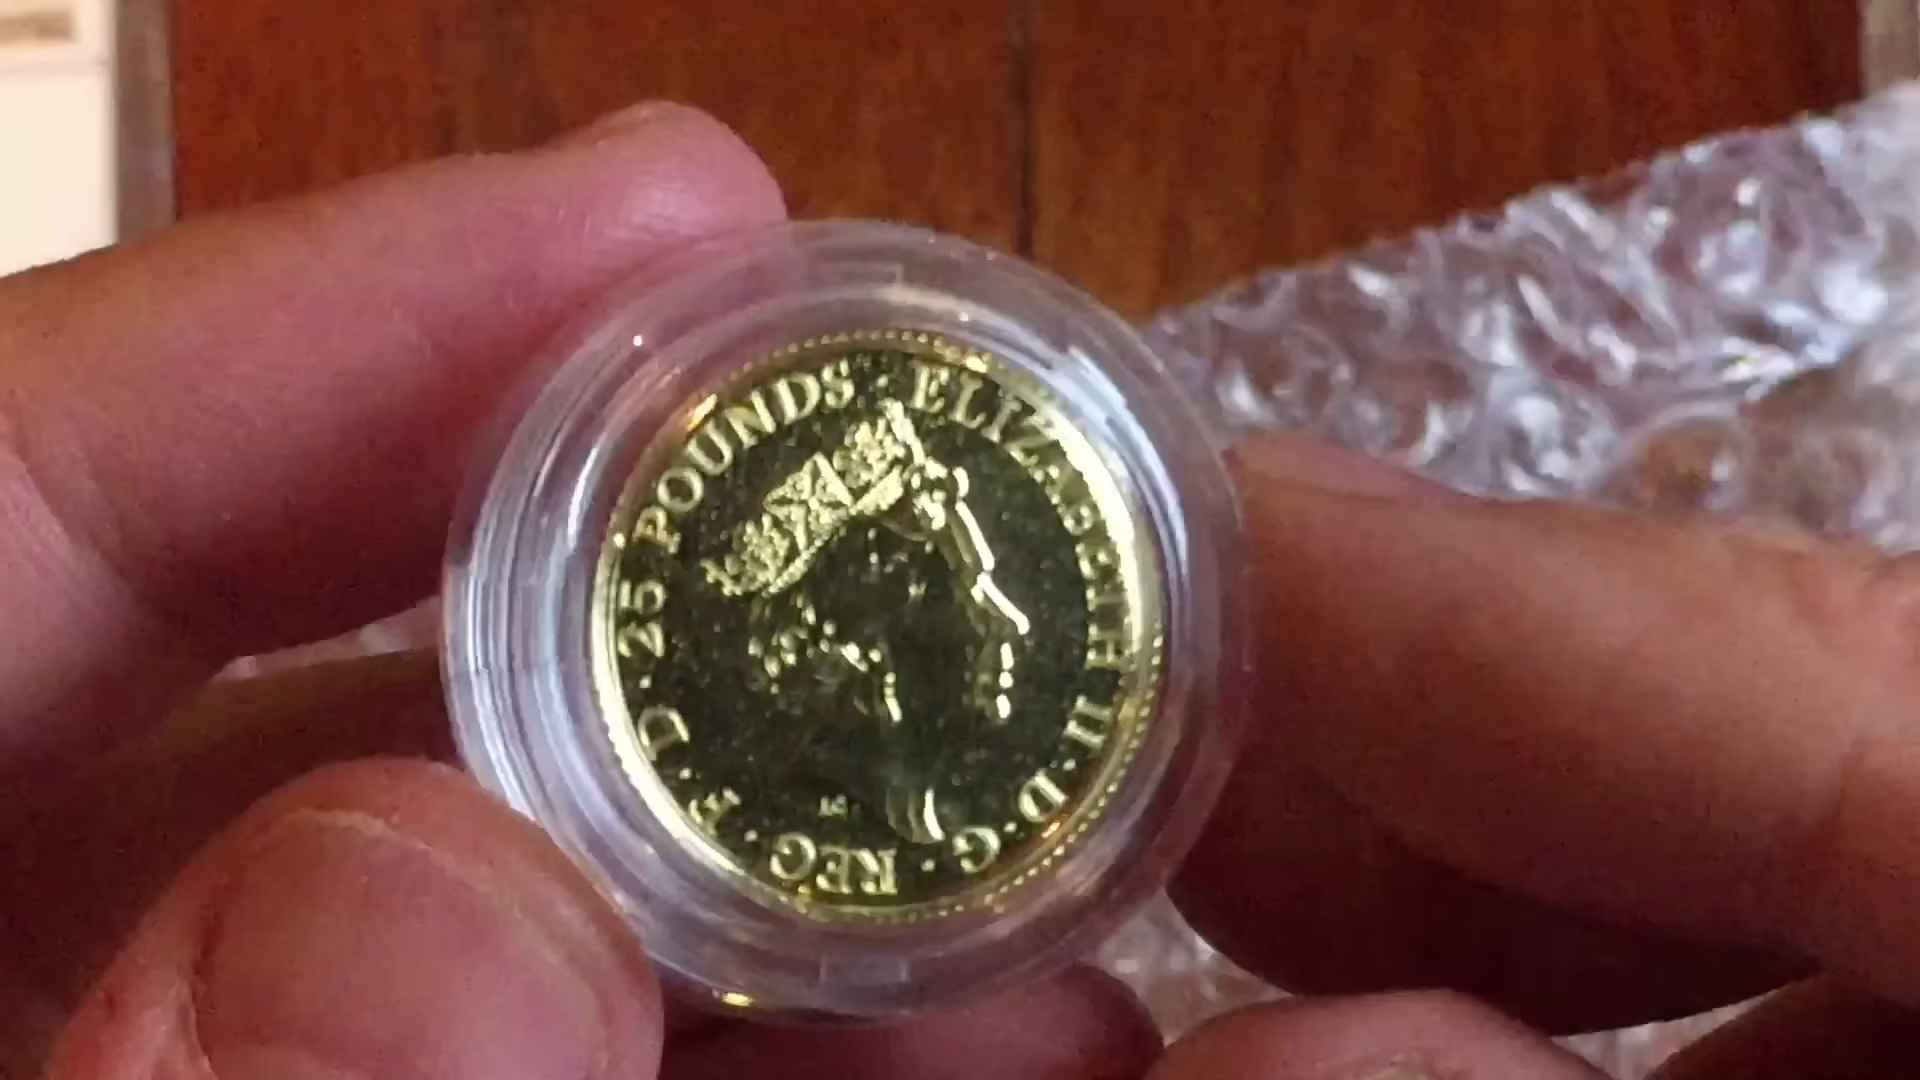 ELIZABETH II · D · G · REG · F · D · 25 POUNDS ·